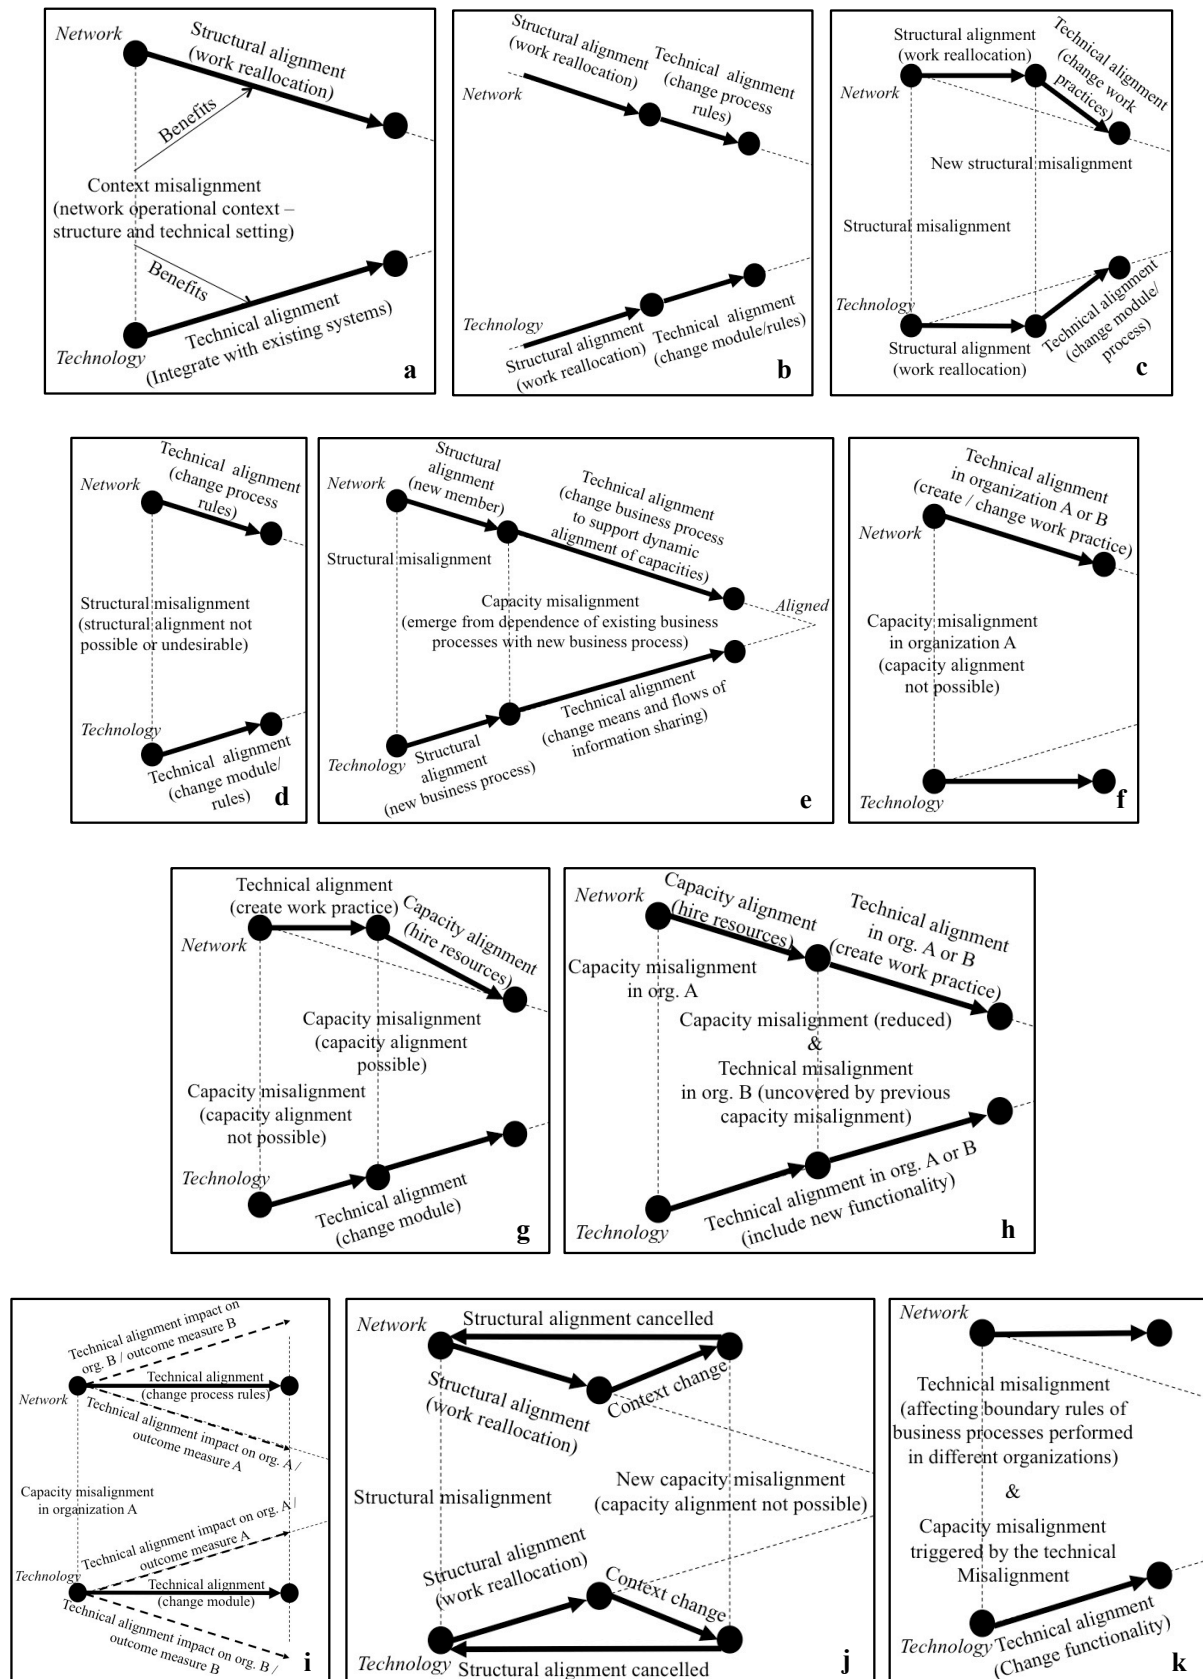 Network
Structural alignment
(work reallocation)
Benefits
Context misalignment
(network operational context –
structure and technical setting)
Benefits
Technical alignment
(Integrate with existing systems)
Technology
a
Structural alignment
(work reallocation)
Technical alignment
(change process
rules)
Network
Technology
Structural alignment
(work reallocation)
Technical alignment
(change module/rules)
b
Structural alignment
(work reallocation)
Technical alignment
(change work
practices)
Network
New structural misalignment
Structural misalignment
Technology
Structural alignment
(work reallocation)
Technical alignment
(change module/
process)
c
Technical alignment
(change process
rules)
Network
Structural misalignment
(structural alignment not
possible or undesirable)
Technology
Technical alignment
(change module/
rules)
d
Network
Structural
alignment
(new member)
Technical alignment
(change business process
to support dynamic
alignment of capacities)
Structural misalignment
Capacity misalignment
(emerge from dependence of existing business
processes with new business process)
Aligned
Technology
Structural
alignment
(new business process)
Technical alignment
(change means and flows of
information sharing)
e
Technical alignment
in organization A or B
(create / change work practice)
Network
Capacity misalignment
in organization A
(capacity alignment
not possible)
Technology
f
Technical alignment
(create work practice)
Capacity alignment
(hire resources)
Network
Capacity misalignment
(capacity alignment
possible)
Capacity misalignment
(capacity alignment
not possible)
Technology
Technical alignment
(change module)
g
Network
Capacity alignment
(hire resources)
Technical alignment
in org. A or B
(create work practice)
Capacity misalignment
in org. A
Capacity misalignment (reduced)
&
Technical misalignment
in org. B (uncovered by previous
capacity misalignment)
Technology
Technical alignment in org. A or B
(include new functionality)
h
Technical alignment impact on
org. B / outcome measure B
Technical alignment
(change process rules)
Network
Technical alignment impact on org. A /
outcome measure A
Capacity misalignment
in organization A
Technical alignment impact on org. A /
outcome measure A
Technology
Technical alignment
(change module)
Technical alignment impact on org. B /
outcome measure B
i
Network
Structural alignment cancelled
Structural alignment
(work reallocation)
Context change
Structural misalignment
New capacity misalignment
(capacity alignment not possible)
Structural alignment
(work reallocation)
Context change
Technology
Structural alignment cancelled
j
Network
Technical misalignment
(affecting boundary rules of
business processes performed
in different organizations)
&
Capacity misalignment
triggered by the technical
Misalignment
Technology
Technical alignment
(Change functionality)
k